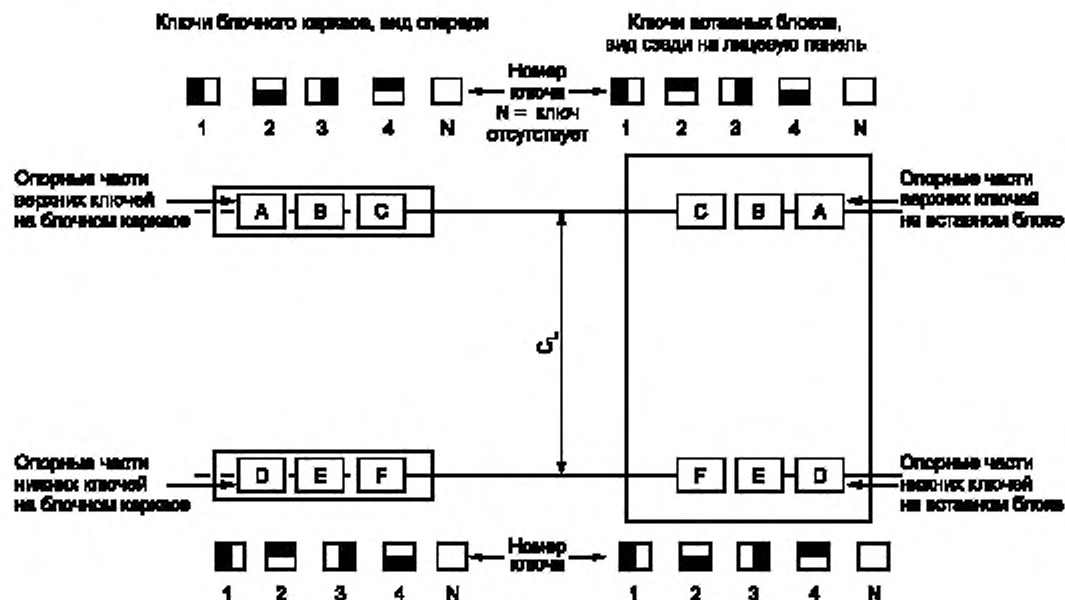 Ключи блочного каркаса, вид спереди
Ключи вставных блоков,
вид сзади на лицевую панель
Номер
ключа
N = ключ
отсутствует
1 2 3 4 N
1 2 3 4 N
Опорные части
верхних ключей
на блочном каркасе
A B C
C B A
Опорные части
верхних ключей
на вставном блоке
CL
Опорные части
нижних ключей
на блочном каркасе
D E F
F E D
Опорные части
нижних ключей
на вставном блоке
Номер
ключа
1 2 3 4 N
1 2 3 4 N